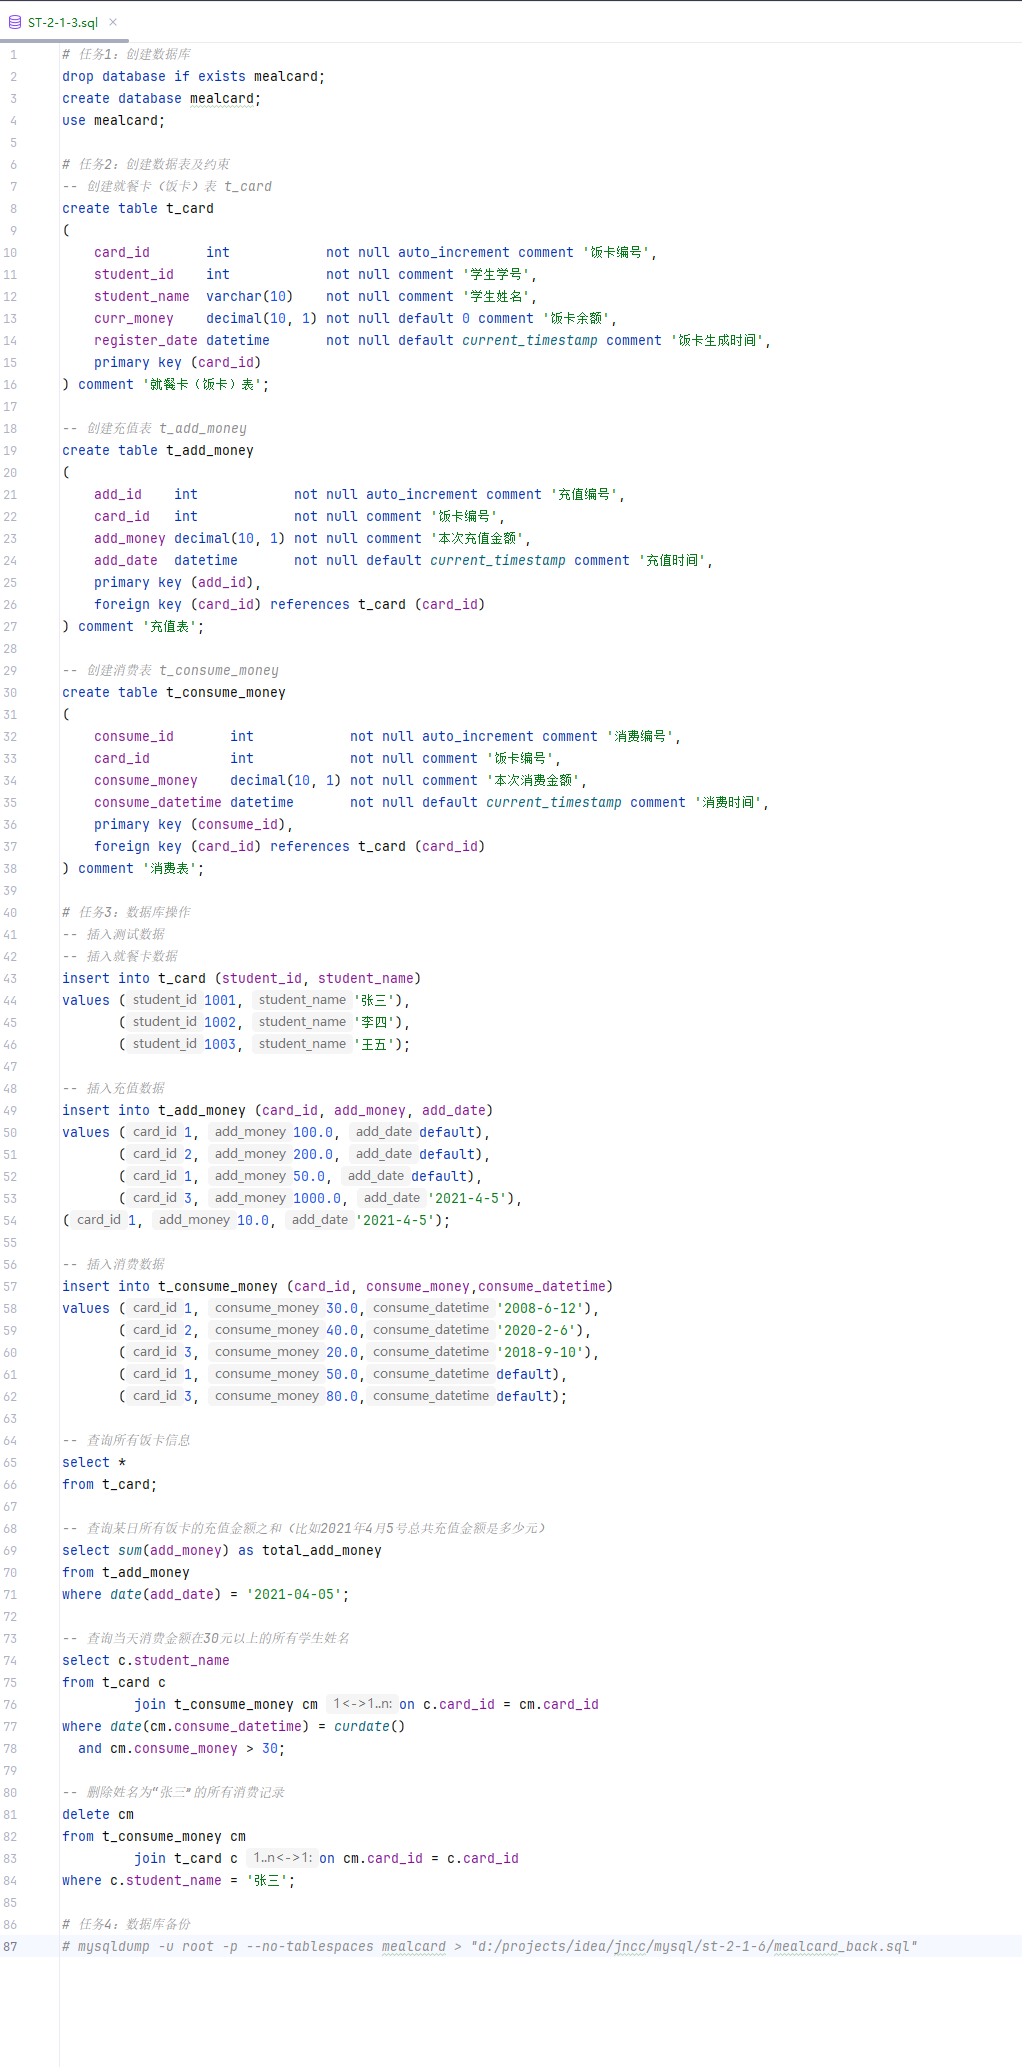 ST-2-1-3.sql ×
1 # 任务1：创建数据库
2 drop database if exists mealcard;
3 create database mealcard;
4 use mealcard;
5
6 # 任务2：创建数据表及约束
7 -- 创建就餐卡（饭卡）表 t_card
8 create table t_card
9 (
10 card_id int not null auto_increment comment '饭卡编号',
11 student_id int not null comment '学生学号',
12 student_name varchar(10) not null comment '学生姓名',
13 curr_money decimal(10, 1) not null default 0 comment '饭卡余额',
14 register_date datetime not null default current_timestamp comment '饭卡生成时间',
15 primary key (card_id)
16 ) comment '就餐卡（饭卡）表';
17
18 -- 创建充值表 t_add_money
19 create table t_add_money
20 (
21 add_id int not null auto_increment comment '充值编号',
22 card_id int not null comment '饭卡编号',
23 add_money decimal(10, 1) not null comment '本次充值金额',
24 add_date datetime not null default current_timestamp comment '充值时间',
25 primary key (add_id),
26 foreign key (card_id) references t_card (card_id)
27 ) comment '充值表';
28
29 -- 创建消费表 t_consume_money
30 create table t_consume_money
31 (
32 consume_id int not null auto_increment comment '消费编号',
33 card_id int not null comment '饭卡编号',
34 consume_money decimal(10, 1) not null comment '本次消费金额',
35 consume_datetime datetime not null default current_timestamp comment '消费时间',
36 primary key (consume_id),
37 foreign key (card_id) references t_card (card_id)
38 ) comment '消费表';
39
40 # 任务3：数据库操作
41 -- 插入测试数据
42 -- 插入就餐卡数据
43 insert into t_card (student_id, student_name)
44 values ( student_id 1001, student_name '张三'),
45 ( student_id 1002, student_name '李四'),
46 ( student_id 1003, student_name '王五');
47
48 -- 插入充值数据
49 insert into t_add_money (card_id, add_money, add_date)
50 values ( card_id 1, add_money 100.0, add_date default),
51 ( card_id 2, add_money 200.0, add_date default),
52 ( card_id 1, add_money 50.0, add_date default),
53 ( card_id 3, add_money 1000.0, add_date '2021-4-5'),
54 ( card_id 1, add_money 10.0, add_date '2021-4-5');
55
56 -- 插入消费数据
57 insert into t_consume_money (card_id, consume_money,consume_datetime)
58 values ( card_id 1, consume_money 30.0, consume_datetime '2008-6-12'),
59 ( card_id 2, consume_money 40.0, consume_datetime '2020-2-6'),
60 ( card_id 3, consume_money 20.0, consume_datetime '2018-9-10'),
61 ( card_id 1, consume_money 50.0, consume_datetime default),
62 ( card_id 3, consume_money 80.0, consume_datetime default);
63
64 -- 查询所有饭卡信息
65 select *
66 from t_card;
67
68 -- 查询某日所有饭卡的充值金额之和（比如2021年4月5号总共充值金额是多少元）
69 select sum(add_money) as total_add_money
70 from t_add_money
71 where date(add_date) = '2021-04-05';
72
73 -- 查询当天消费金额在30元以上的所有学生姓名
74 select c.student_name
75 from t_card c
76 join t_consume_money cm 1<->1..n: on c.card_id = cm.card_id
77 where date(cm.consume_datetime) = curdate()
78 and cm.consume_money > 30;
79
80 -- 删除姓名为“张三”的所有消费记录
81 delete cm
82 from t_consume_money cm
83 join t_card c 1..n<->1: on cm.card_id = c.card_id
84 where c.student_name = '张三';
85
86 # 任务4：数据库备份
87 # mysqldump -u root -p --no-tablespaces mealcard > "d:/projects/idea/jncc/mysql/st-2-1-6/mealcard_back.sql"